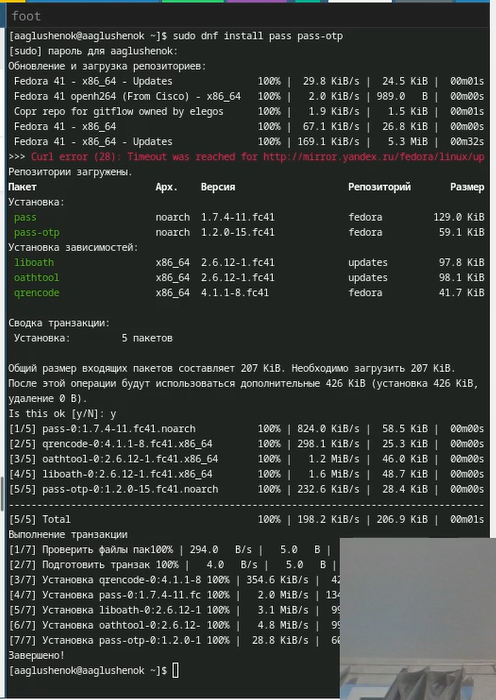 foot
[aaglushenok@aaglushenok ~]$ sudo dnf install pass pass-otp
[sudo] пароль для aaglushenok:
Обновление и загрузка репозиториев:
Fedora 41 - x86_64 - Updates 100% | 29.8 KiB/s | 24.5 KiB | 00m01s
Fedora 41 openh264 (From Cisco) - x86_64 100% | 2.0 KiB/s | 989.0 B | 00m00s
Copr repo for gitflow owned by elegos 100% | 1.9 KiB/s | 1.5 KiB | 00m01s
Fedora 41 - x86_64 100% | 67.1 KiB/s | 26.8 KiB | 00m00s
Fedora 41 - x86_64 - Updates 100% | 169.1 KiB/s | 5.3 MiB | 00m32s
>>> Curl error (28): Timeout was reached for http://mirror.yandex.ru/fedora/linux/up
Репозитории загружены.
Пакет Арх. Версия Репозиторий Размер
Установка:
pass noarch 1.7.4-11.fc41 fedora 129.0 KiB
pass-otp noarch 1.2.0-15.fc41 fedora 59.1 KiB
Установка зависимостей:
liboath x86_64 2.6.12-1.fc41 updates 97.8 KiB
oathtool x86_64 2.6.12-1.fc41 updates 98.1 KiB
qrencode x86_64 4.1.1-8.fc41 fedora 41.7 KiB
Сводка транзакции:
Установка: 5 пакетов
Общий размер входящих пакетов составляет 207 KiB. Необходимо загрузить 207 KiB.
После этой операции будут использоваться дополнительные 426 KiB (установка 426 KiB,
удаление 0 B).
Is this ok [y/N]: y
[1/5] pass-0:1.7.4-11.fc41.noarch 100% | 824.0 KiB/s | 58.5 KiB | 00m00s
[2/5] qrencode-0:4.1.1-8.fc41.x86_64 100% | 298.1 KiB/s | 25.3 KiB | 00m00s
[3/5] oathtool-0:2.6.12-1.fc41.x86_64 100% | 1.2 MiB/s | 46.0 KiB | 00m00s
[4/5] liboath-0:2.6.12-1.fc41.x86_64 100% | 1.6 MiB/s | 48.7 KiB | 00m00s
[5/5] pass-otp-0:1.2.0-15.fc41.noarch 100% | 232.6 KiB/s | 28.4 KiB | 00m00s
--------------------------------------------------------------------------------
[5/5] Total 100% | 198.2 KiB/s | 206.9 KiB | 00m01s
Выполнение транзакции
[1/7] Проверить файлы пак100% | 294.0 B/s | 5.0 B |
[2/7] Подготовить транзак 100% | 4.0 B/s | 5.0 B |
[3/7] Установка qrencode-0:4.1.1-8 100% | 354.6 KiB/s | 42
[4/7] Установка pass-0:1.7.4-11.fc 100% | 2.0 MiB/s | 134
[5/7] Установка liboath-0:2.6.12-1 100% | 3.1 MiB/s | 99
[6/7] Установка oathtool-0:2.6.12- 100% | 4.8 MiB/s | 99
[7/7] Установка pass-otp-0:1.2.0-1 100% | 28.8 KiB/s | 60
Завершено!
[aaglushenok@aaglushenok ~]$